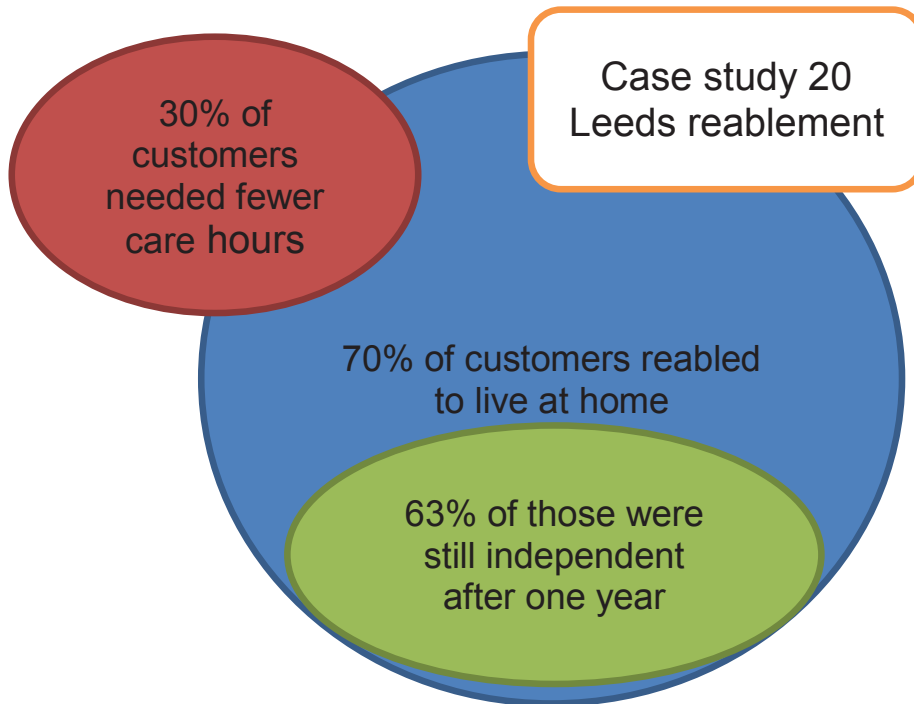 Case study 20
Leeds reablement
30% of
customers
needed fewer
care hours
70% of customers reabled
to live at home
63% of those were
still independent
after one year